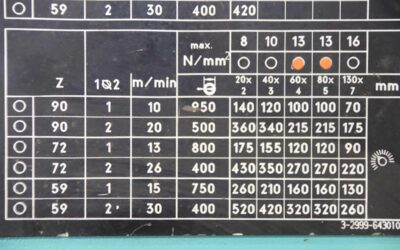 59 2 30 400 420
max. 8 10 13 13 16
N/mm²
Z 1 2 m/min 20x 2 40x 3 60x 4 80x 5 130x 7 mm
90 1 10 950 140 120 100 100 70
90 2 20 500 360 340 215 215 175
72 1 13 800 175 155 120 120 90
72 2 26 400 430 350 270 270 220
59 1 15 750 260 210 160 160 130
59 2 30 400 520 420 320 320 260
3-2999-643010